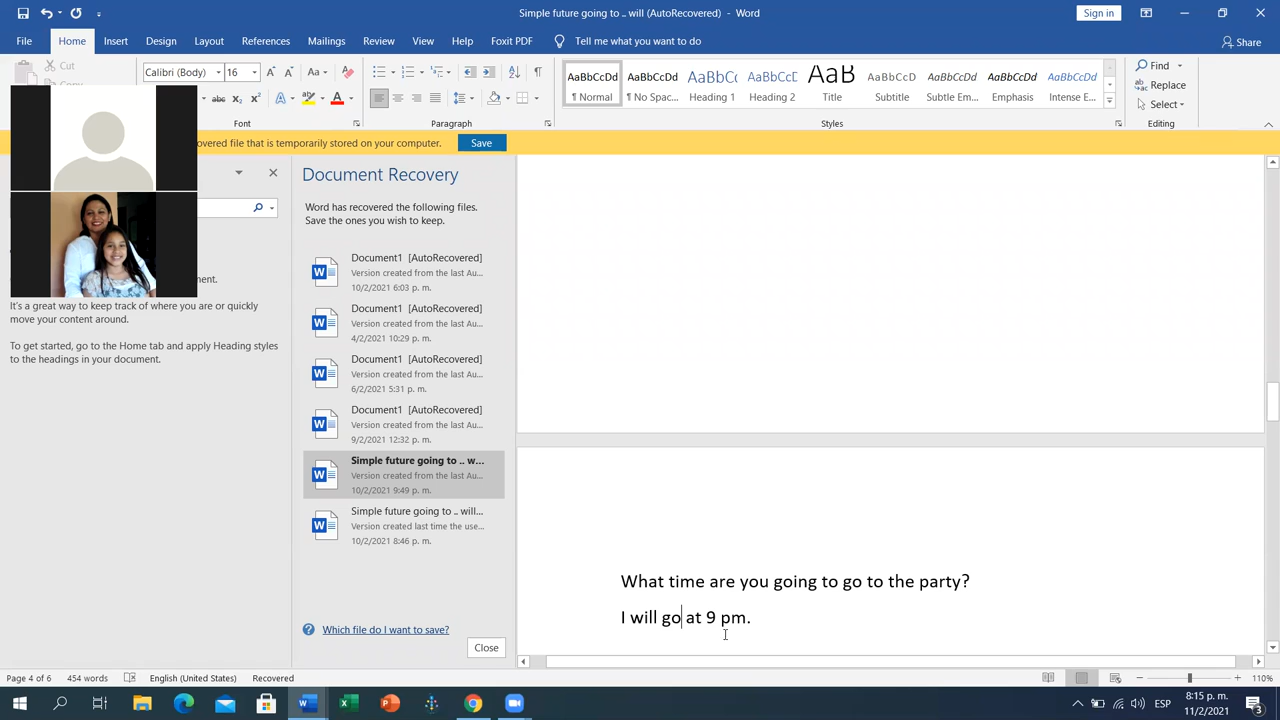 Simple future going to .. will (AutoRecovered) - Word
Sign in
File Home Insert Design Layout References Mailings Review View Help Foxit PDF Tell me what you want to do Share
Cut
Calibri (Body) 16 Aa
AaBbCcDd AaBbCcDd AaBbC( AaBbCcC AaB AaBbCcD AaBbCcDd AaBbCcDd AaBbCcDd
¶ Normal ¶ No Spac... Heading 1 Heading 2 Title Subtitle Subtle Em... Emphasis Intense E...
Find
Replace
Select
abc X₂ X² A A
Font Paragraph Styles Editing
overed file that is temporarily stored on your computer. Save
Document Recovery
Word has recovered the following files.
Save the ones you wish to keep.
ment.
It's a great way to keep track of where you are or quickly
move your content around.
To get started, go to the Home tab and apply Heading styles
to the headings in your document.
Document1 [AutoRecovered]
Version created from the last Au...
10/2/2021 6:03 p. m.
Document1 [AutoRecovered]
Version created from the last Au...
4/2/2021 10:29 p. m.
Document1 [AutoRecovered]
Version created from the last Au...
6/2/2021 5:31 p. m.
Document1 [AutoRecovered]
Version created from the last Au...
9/2/2021 12:32 p. m.
Simple future going to .. w...
Version created from the last Au...
10/2/2021 9:49 p. m.
Simple future going to .. will...
Version created last time the use...
10/2/2021 8:46 p. m.
Which file do I want to save?
Close
What time are you going to go to the party?
I will go at 9 pm.
Page 4 of 6 454 words English (United States) Recovered 110%
ESP 8:15 p. m.
11/2/2021
3